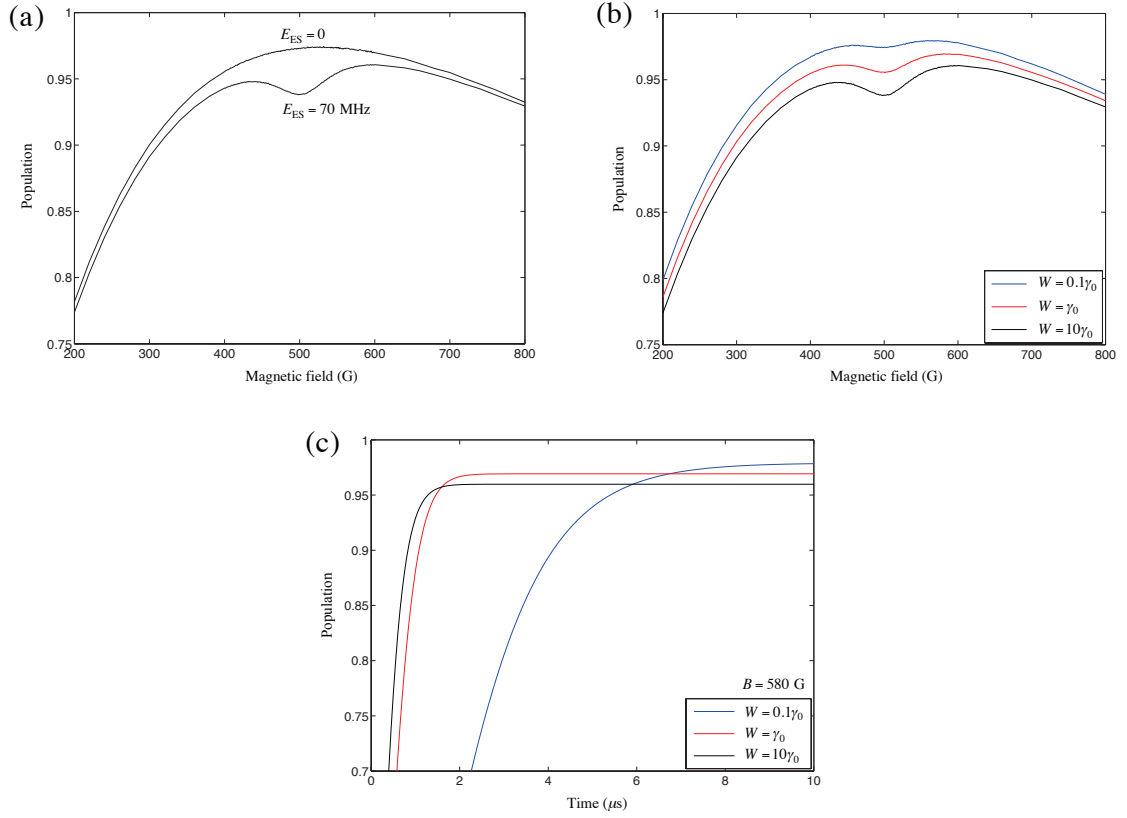 (a)
E_ES = 0
E_ES = 70 MHz
Population
1
0.95
0.9
0.85
0.8
0.75
200 300 400 500 600 700 800
Magnetic field (G)
(b)
Population
1
0.95
0.9
0.85
0.8
0.75
W = 0.1γ₀
W = γ₀
W = 10γ₀
200 300 400 500 600 700 800
Magnetic field (G)
(c)
Population
1
0.95
0.9
0.85
0.8
0.75
0.7
B = 580 G
W = 0.1γ₀
W = γ₀
W = 10γ₀
0 2 4 6 8 10
Time (μs)